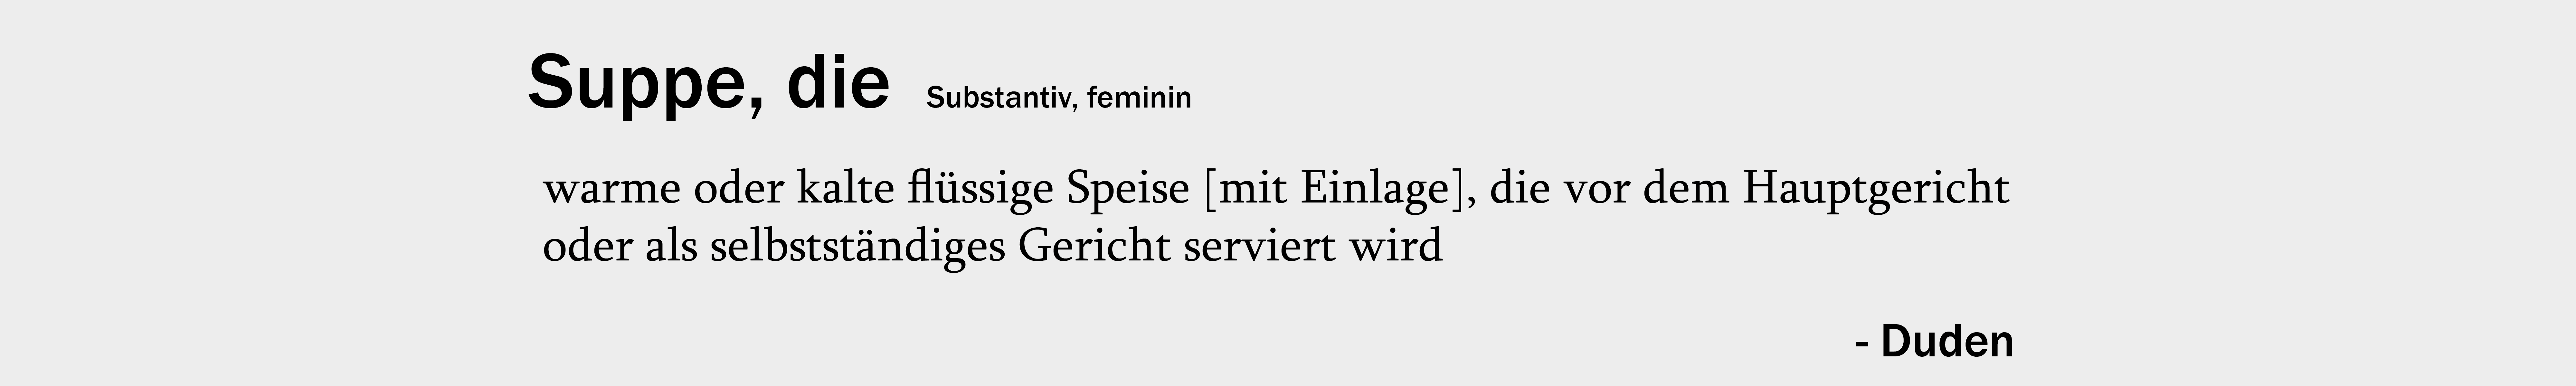 Suppe, die Substantiv, feminin
warme oder kalte flüssige Speise [mit Einlage], die vor dem Hauptgericht
oder als selbstständiges Gericht serviert wird
- Duden